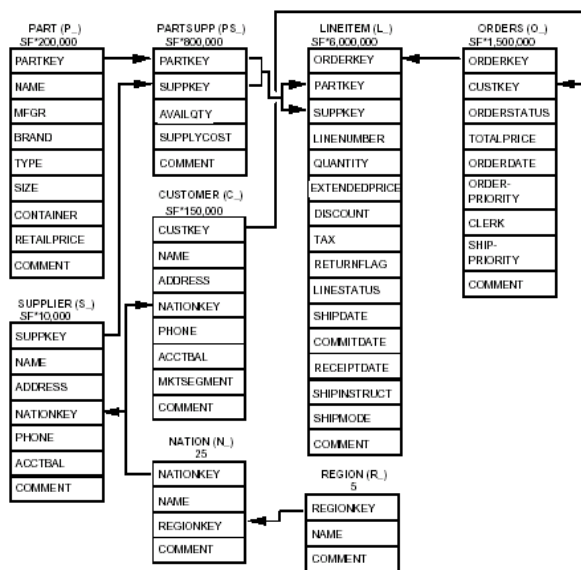 PART (P_)
SF*200,000
PARTKEY
NAME
MFGR
BRAND
TYPE
SIZE
CONTAINER
RETAILPRICE
COMMENT
SUPPLIER (S_)
SF*10,000
SUPPKEY
NAME
ADDRESS
NATIONKEY
PHONE
ACCTBAL
COMMENT
PARTSUPP (PS_)
SF*800,000
PARTKEY
SUPPKEY
AVAILQTY
SUPPLYCOST
COMMENT
CUSTOMER (C_)
SF*150,000
CUSTKEY
NAME
ADDRESS
NATIONKEY
PHONE
ACCTBAL
MKTSEGMENT
COMMENT
NATION (N_)
25
NATIONKEY
NAME
REGIONKEY
COMMENT
LINEITEM (L_)
SF*6,000,000
ORDERKEY
PARTKEY
SUPPKEY
LINENUMBER
QUANTITY
EXTENDEDPRICE
DISCOUNT
TAX
RETURNFLAG
LINESTATUS
SHIPDATE
COMMITDATE
RECEIPTDATE
SHIPINSTRUCT
SHIPMODE
COMMENT
REGION (R_)
5
REGIONKEY
NAME
COMMENT
ORDERS (O_)
SF*1,500,000
ORDERKEY
CUSTKEY
ORDERSTATUS
TOTALPRICE
ORDERDATE
ORDER-
PRIORITY
CLERK
SHIP-
PRIORITY
COMMENT